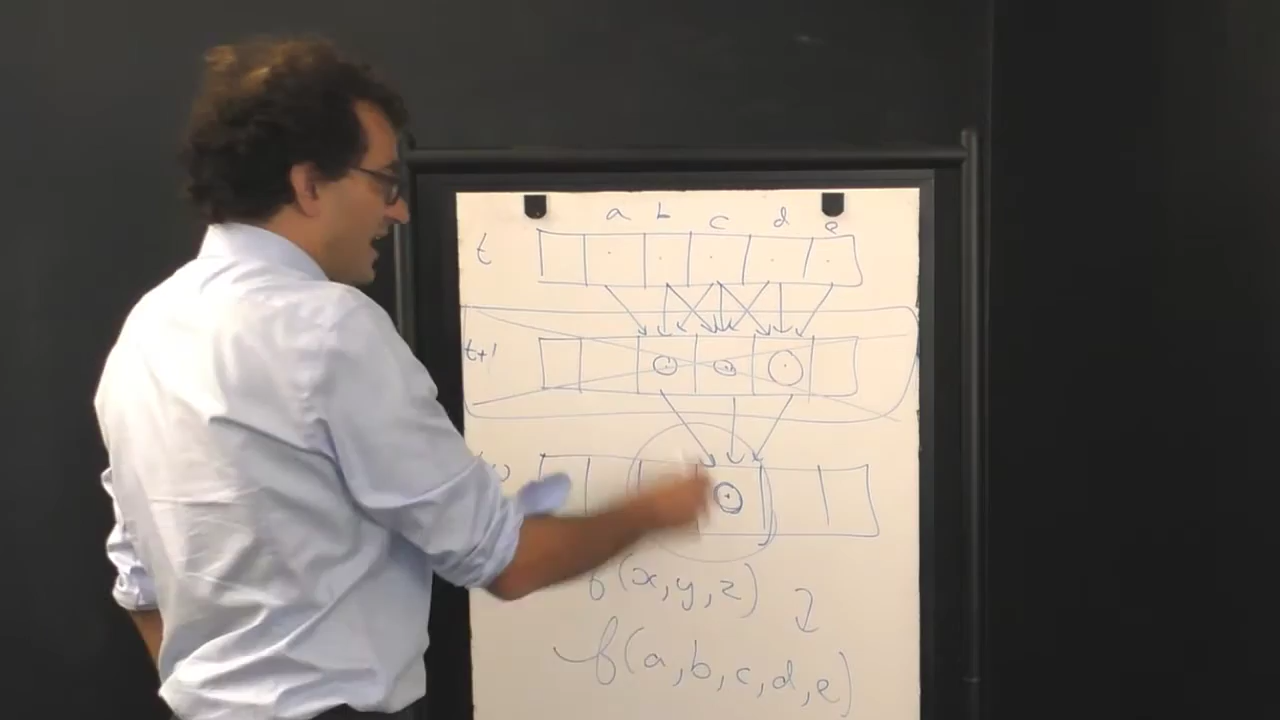 a b c d e
t
t+1
f(x,y,z)
f(a,b,c,d,e)